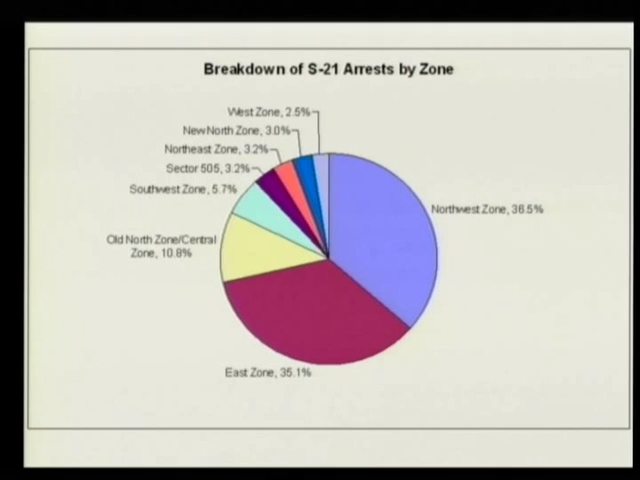 Breakdown of S-21 Arrests by Zone
West Zone, 2.5%
New North Zone, 3.0%
Northeast Zone, 3.2%
Sector 505, 3.2%
Southwest Zone, 5.7%
Northwest Zone, 36.5%
Old North Zone/Central
Zone, 10.8%
East Zone, 35.1%